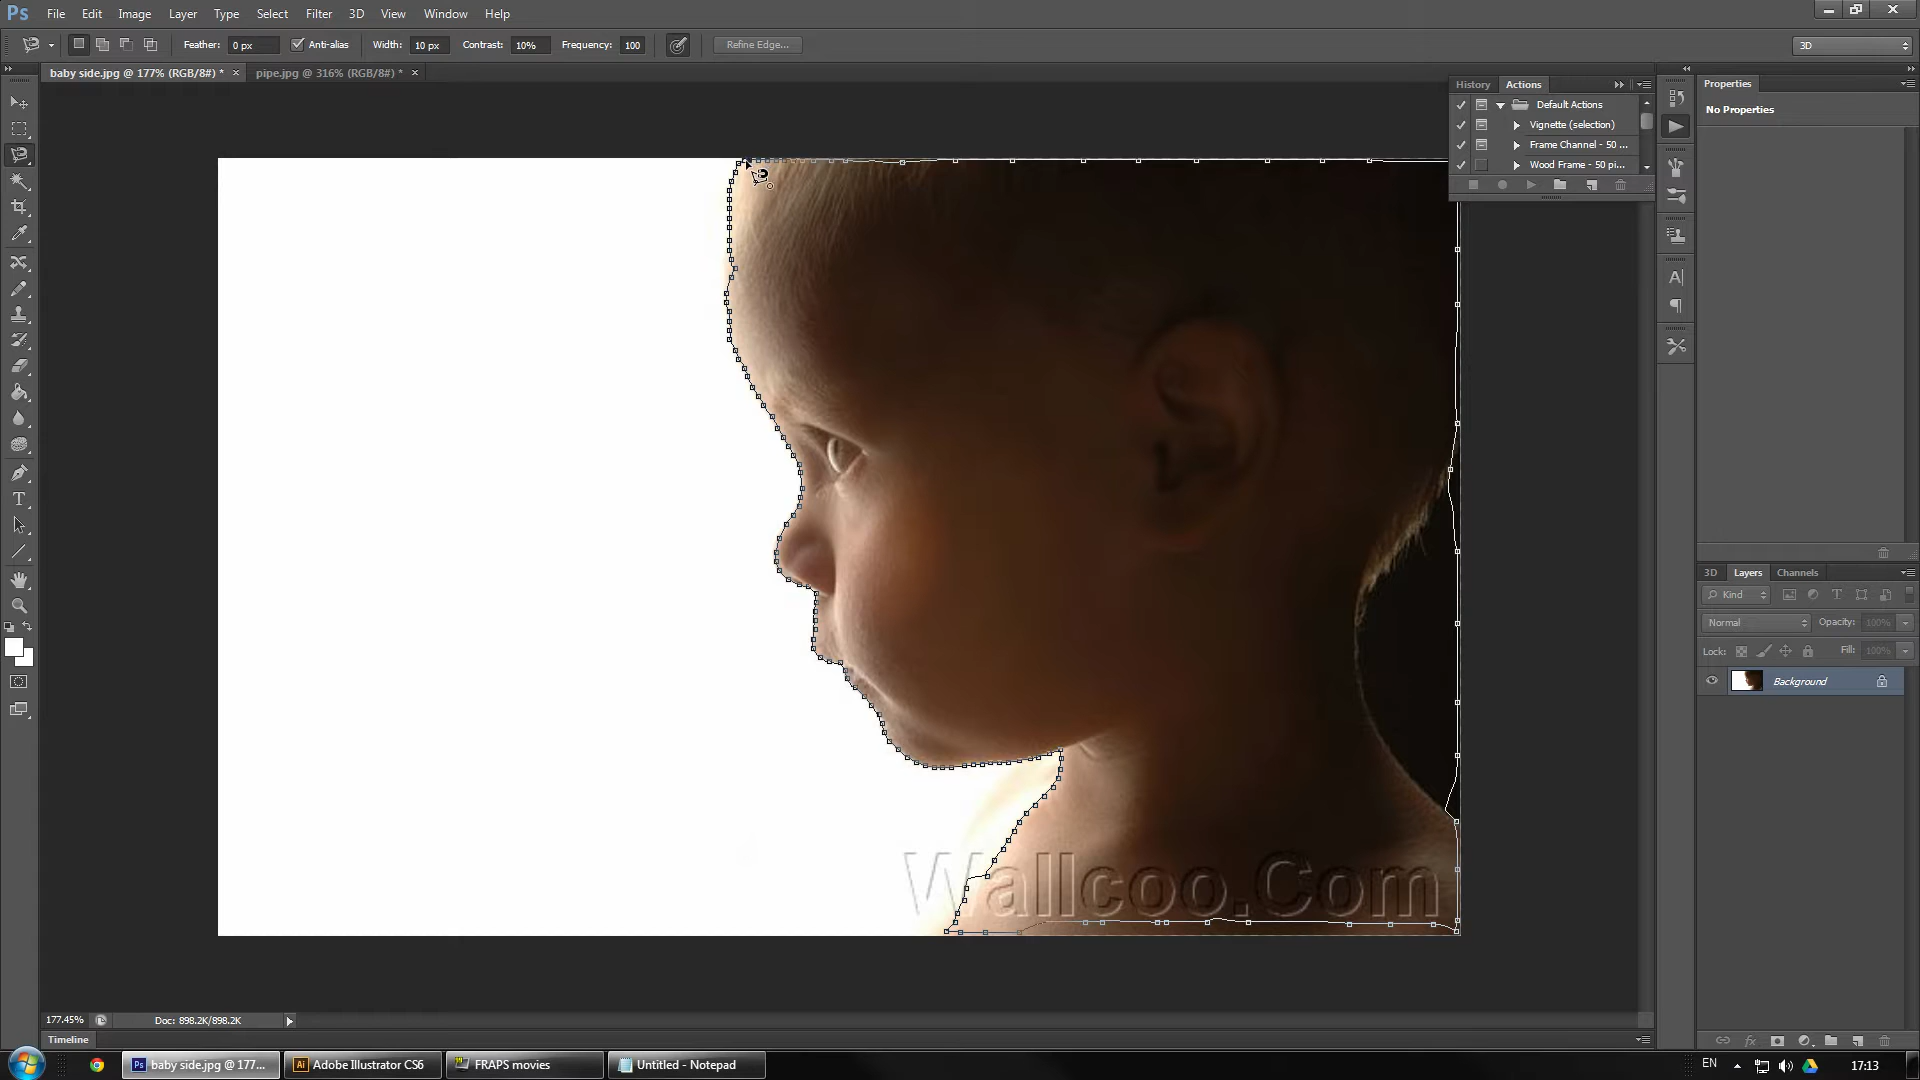 Ps File Edit Image Layer Type Select Filter 3D View Window Help
Feather: 0 px Anti-alias Width: 10 px Contrast: 10% Frequency: 100 Refine Edge... 3D
baby side.jpg @ 177% (RGB/8#) * × pipe.jpg @ 316% (RGB/8#) * ×
History Actions
Default Actions
Vignette (selection)
Frame Channel - 50 ...
Wood Frame - 50 pi...
Properties
No Properties
3D Layers Channels
Kind
Normal Opacity: 100%
Lock: Fill: 100%
Background
Wallcoo.Com
177.45% Doc: 898.2K/898.2K
Timeline
Ps baby side.jpg @ 177... Ai Adobe Illustrator CS6 FRAPS movies Untitled - Notepad EN 17:13